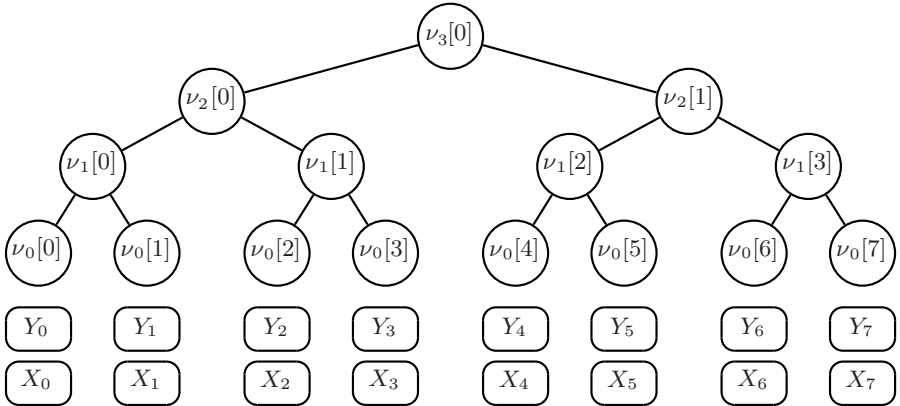 ν₃[0]
ν₂[0] ν₂[1]
ν₁[0] ν₁[1] ν₁[2] ν₁[3]
ν₀[0] ν₀[1] ν₀[2] ν₀[3] ν₀[4] ν₀[5] ν₀[6] ν₀[7]
Y₀ Y₁ Y₂ Y₃ Y₄ Y₅ Y₆ Y₇
X₀ X₁ X₂ X₃ X₄ X₅ X₆ X₇